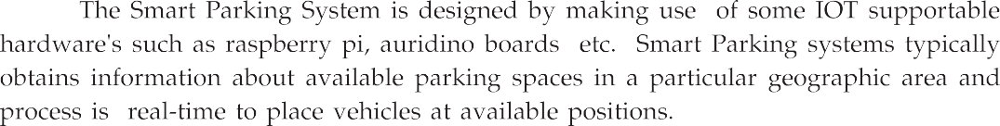 The Smart Parking System is designed by making use of some IOT supportable
hardware's such as raspberry pi, auridino boards etc. Smart Parking systems typically
obtains information about available parking spaces in a particular geographic area and
process is real-time to place vehicles at available positions.